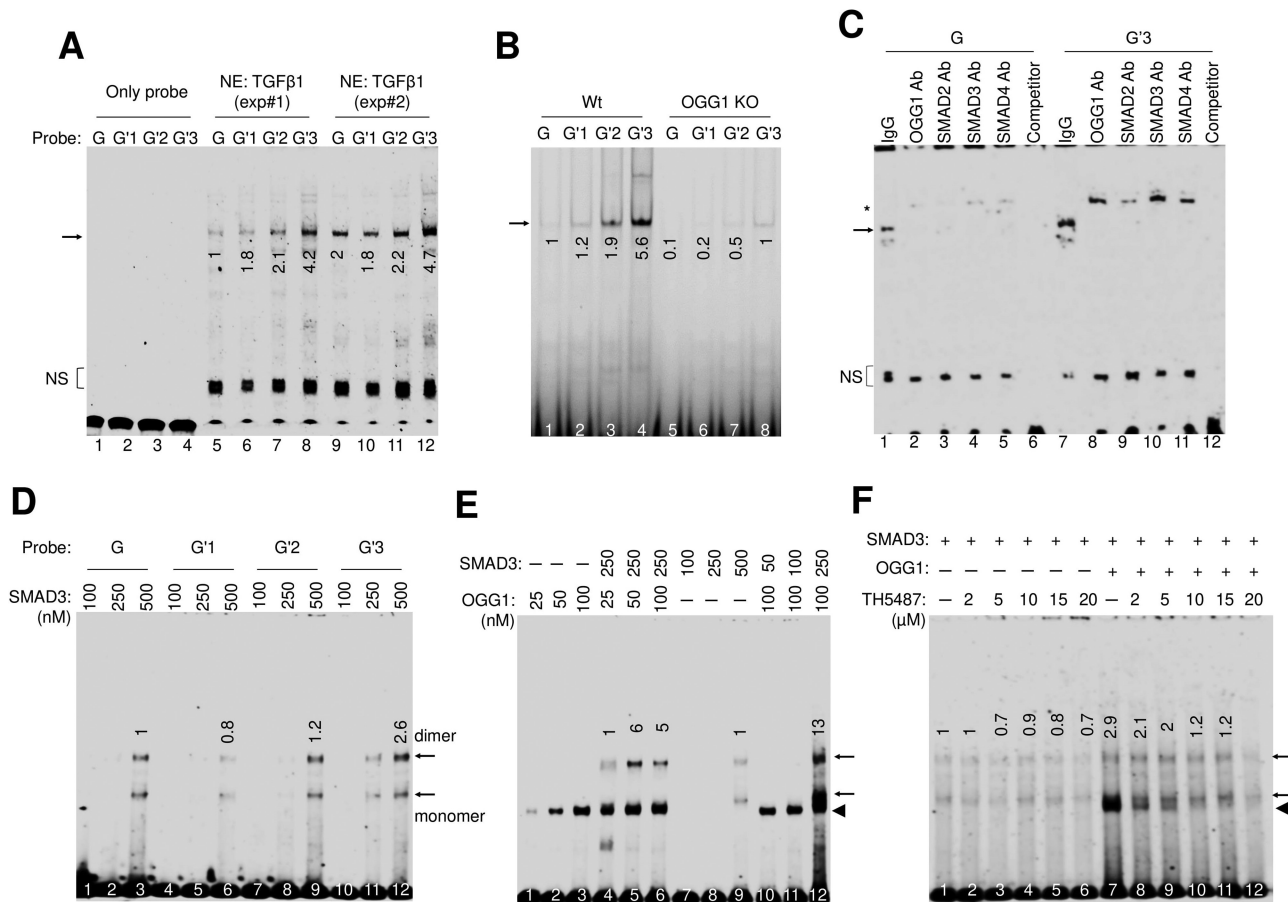 A
Only probe
NE: TGFβ1
(exp#1)
NE: TGFβ1
(exp#2)
Probe: G G'1 G'2 G'3 G G'1 G'2 G'3 G G'1 G'2 G'3
1 1.8 2.1 4.2 2 1.8 2.2 4.7
NS
1 2 3 4 5 6 7 8 9 10 11 12
B
Wt OGG1 KO
G G'1 G'2 G'3 G G'1 G'2 G'3
1 1.2 1.9 5.6 0.1 0.2 0.5 1
1 2 3 4 5 6 7 8
C
G G'3
IgG OGG1 Ab SMAD2 Ab SMAD3 Ab SMAD4 Ab Competitor IgG OGG1 Ab SMAD2 Ab SMAD3 Ab SMAD4 Ab Competitor
*
NS
1 2 3 4 5 6 7 8 9 10 11 12
D
Probe: G G'1 G'2 G'3
SMAD3: 100 250 500 100 250 500 100 250 500 100 250 500
(nM)
1 0.8 1.2 2.6
dimer
monomer
1 2 3 4 5 6 7 8 9 10 11 12
E
SMAD3: – – – 250 250 250 100 250 500 50 100 250
OGG1: 25 50 100 25 50 100 – – – 100 100 100
(nM)
1 6 5 1 13
1 2 3 4 5 6 7 8 9 10 11 12
F
SMAD3: + + + + + + + + + + + +
OGG1: – – – – – – + + + + + +
TH5487: – 2 5 10 15 20 – 2 5 10 15 20
(μM)
1 1 0.7 0.9 0.8 0.7 2.9 2.1 2 1.2 1.2
1 2 3 4 5 6 7 8 9 10 11 12